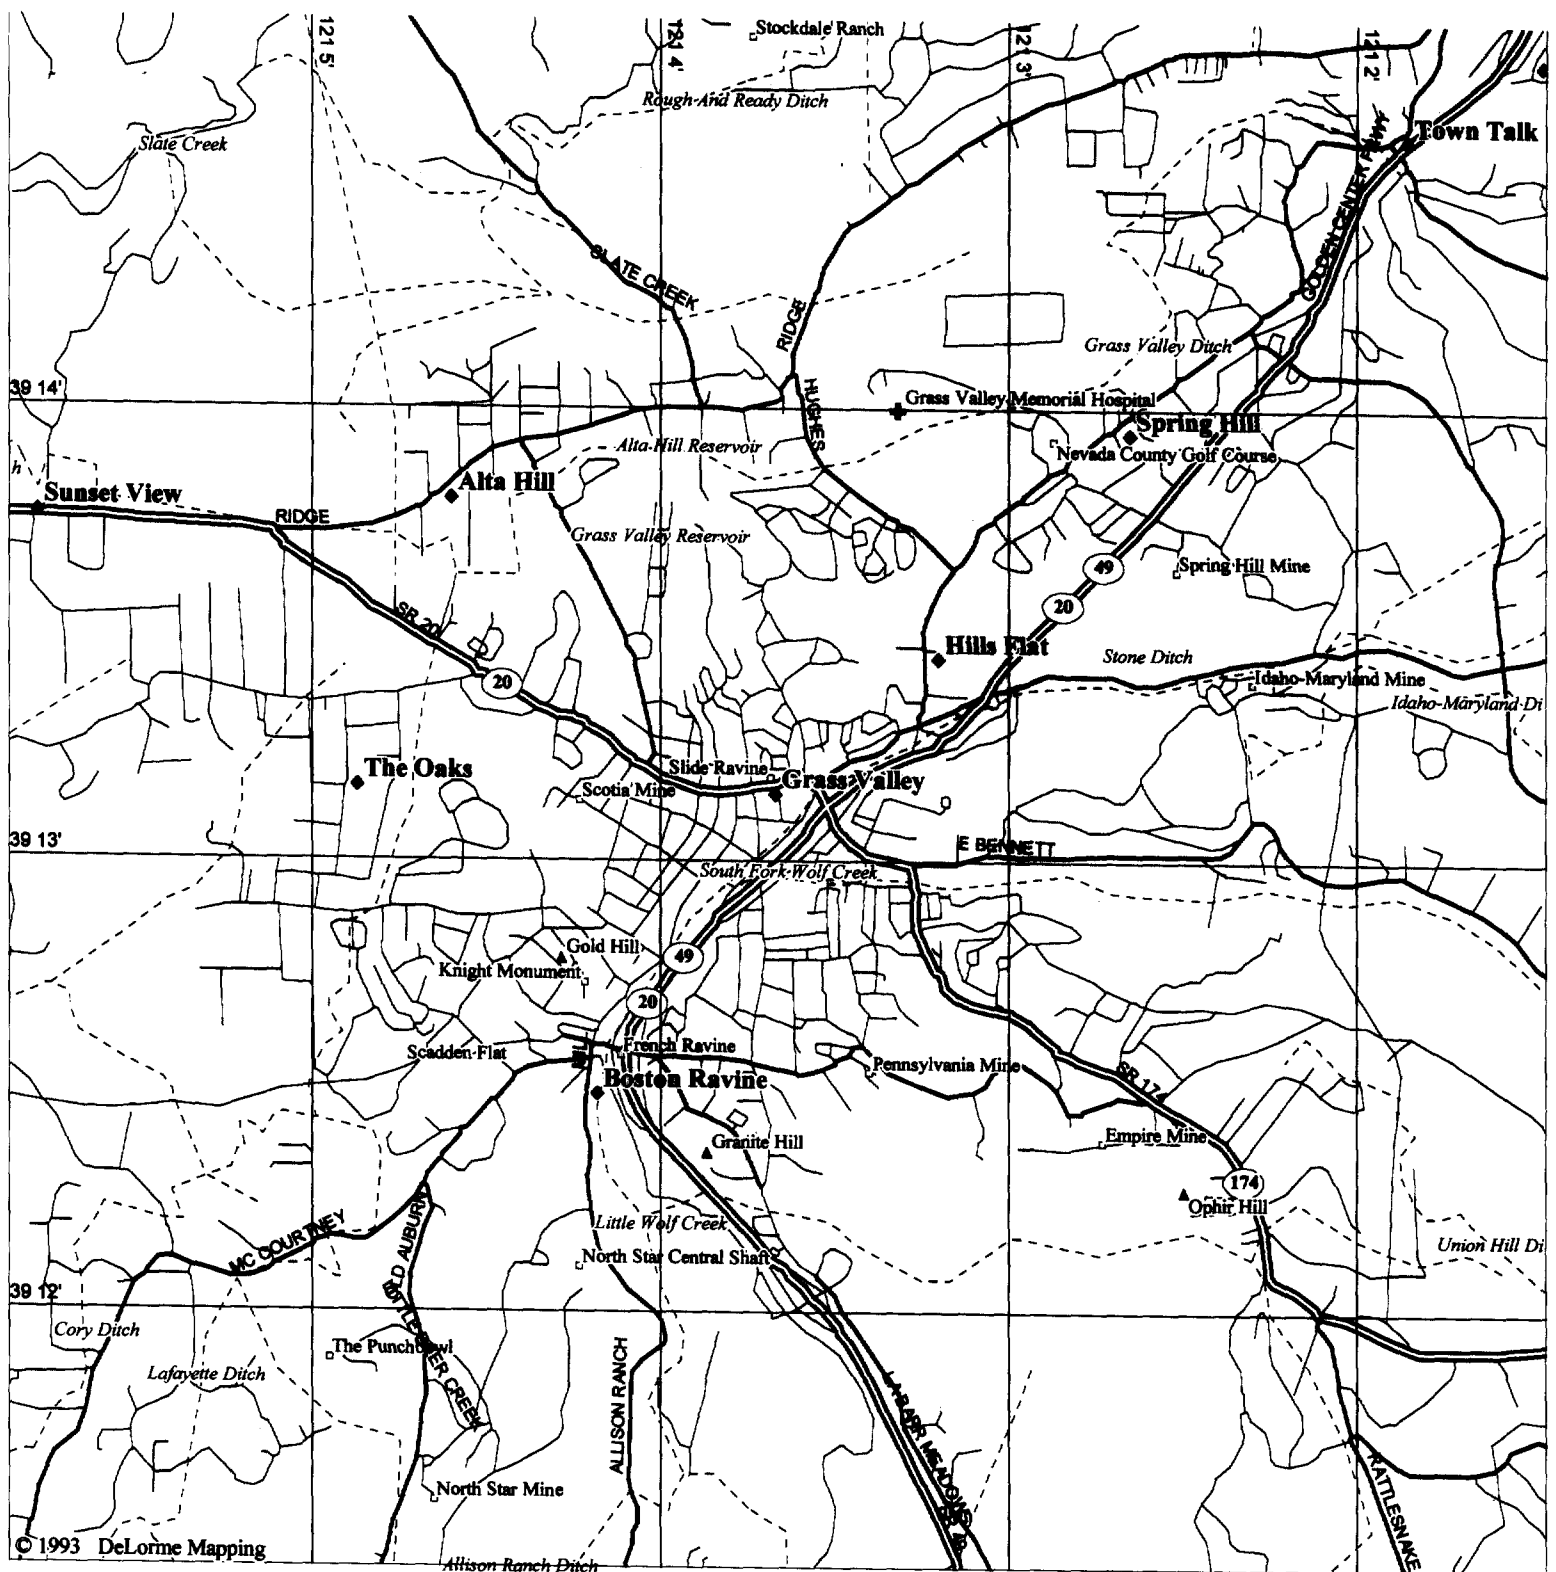 121 5'
121 4'
Stockdale Ranch
121 3'
121 2'
Rough-And Ready Ditch
Slate Creek
Town Talk
GOLDEN CENTER
SLATE CREEK
RIDGE
Grass Valley Ditch
39 14'
HUGHES
Grass Valley Memorial Hospital
Spring Hill
Alta Hill Reservoir
Nevada County Golf Course
h
Sunset View
Alta Hill
RIDGE
Grass Valley Reservoir
49
Spring Hill Mine
20
SR 20
Hills Flat
Stone Ditch
20
Idaho-Maryland Mine
Idaho-Maryland Di
The Oaks
Slide Ravine
Grass Valley
Scotia Mine
39 13'
E BENNETT
South Fork Wolf Creek
Gold Hill
49
Knight Monument
20
French Ravine
Scadden Flat
Pennsylvania Mine
SR 174
Boston Ravine
Empire Mine
Granite Hill
174
Ophir Hill
MC COURTNEY
OLD AUBURN
Little Wolf Creek
Union Hill Di
North Star Central Shaft
39 12'
Cory Ditch
The Punchbowl
Lafayette Ditch
ALLISON RANCH
RATTLESNAKE
North Star Mine
© 1993 DeLorme Mapping
Allison Ranch Ditch